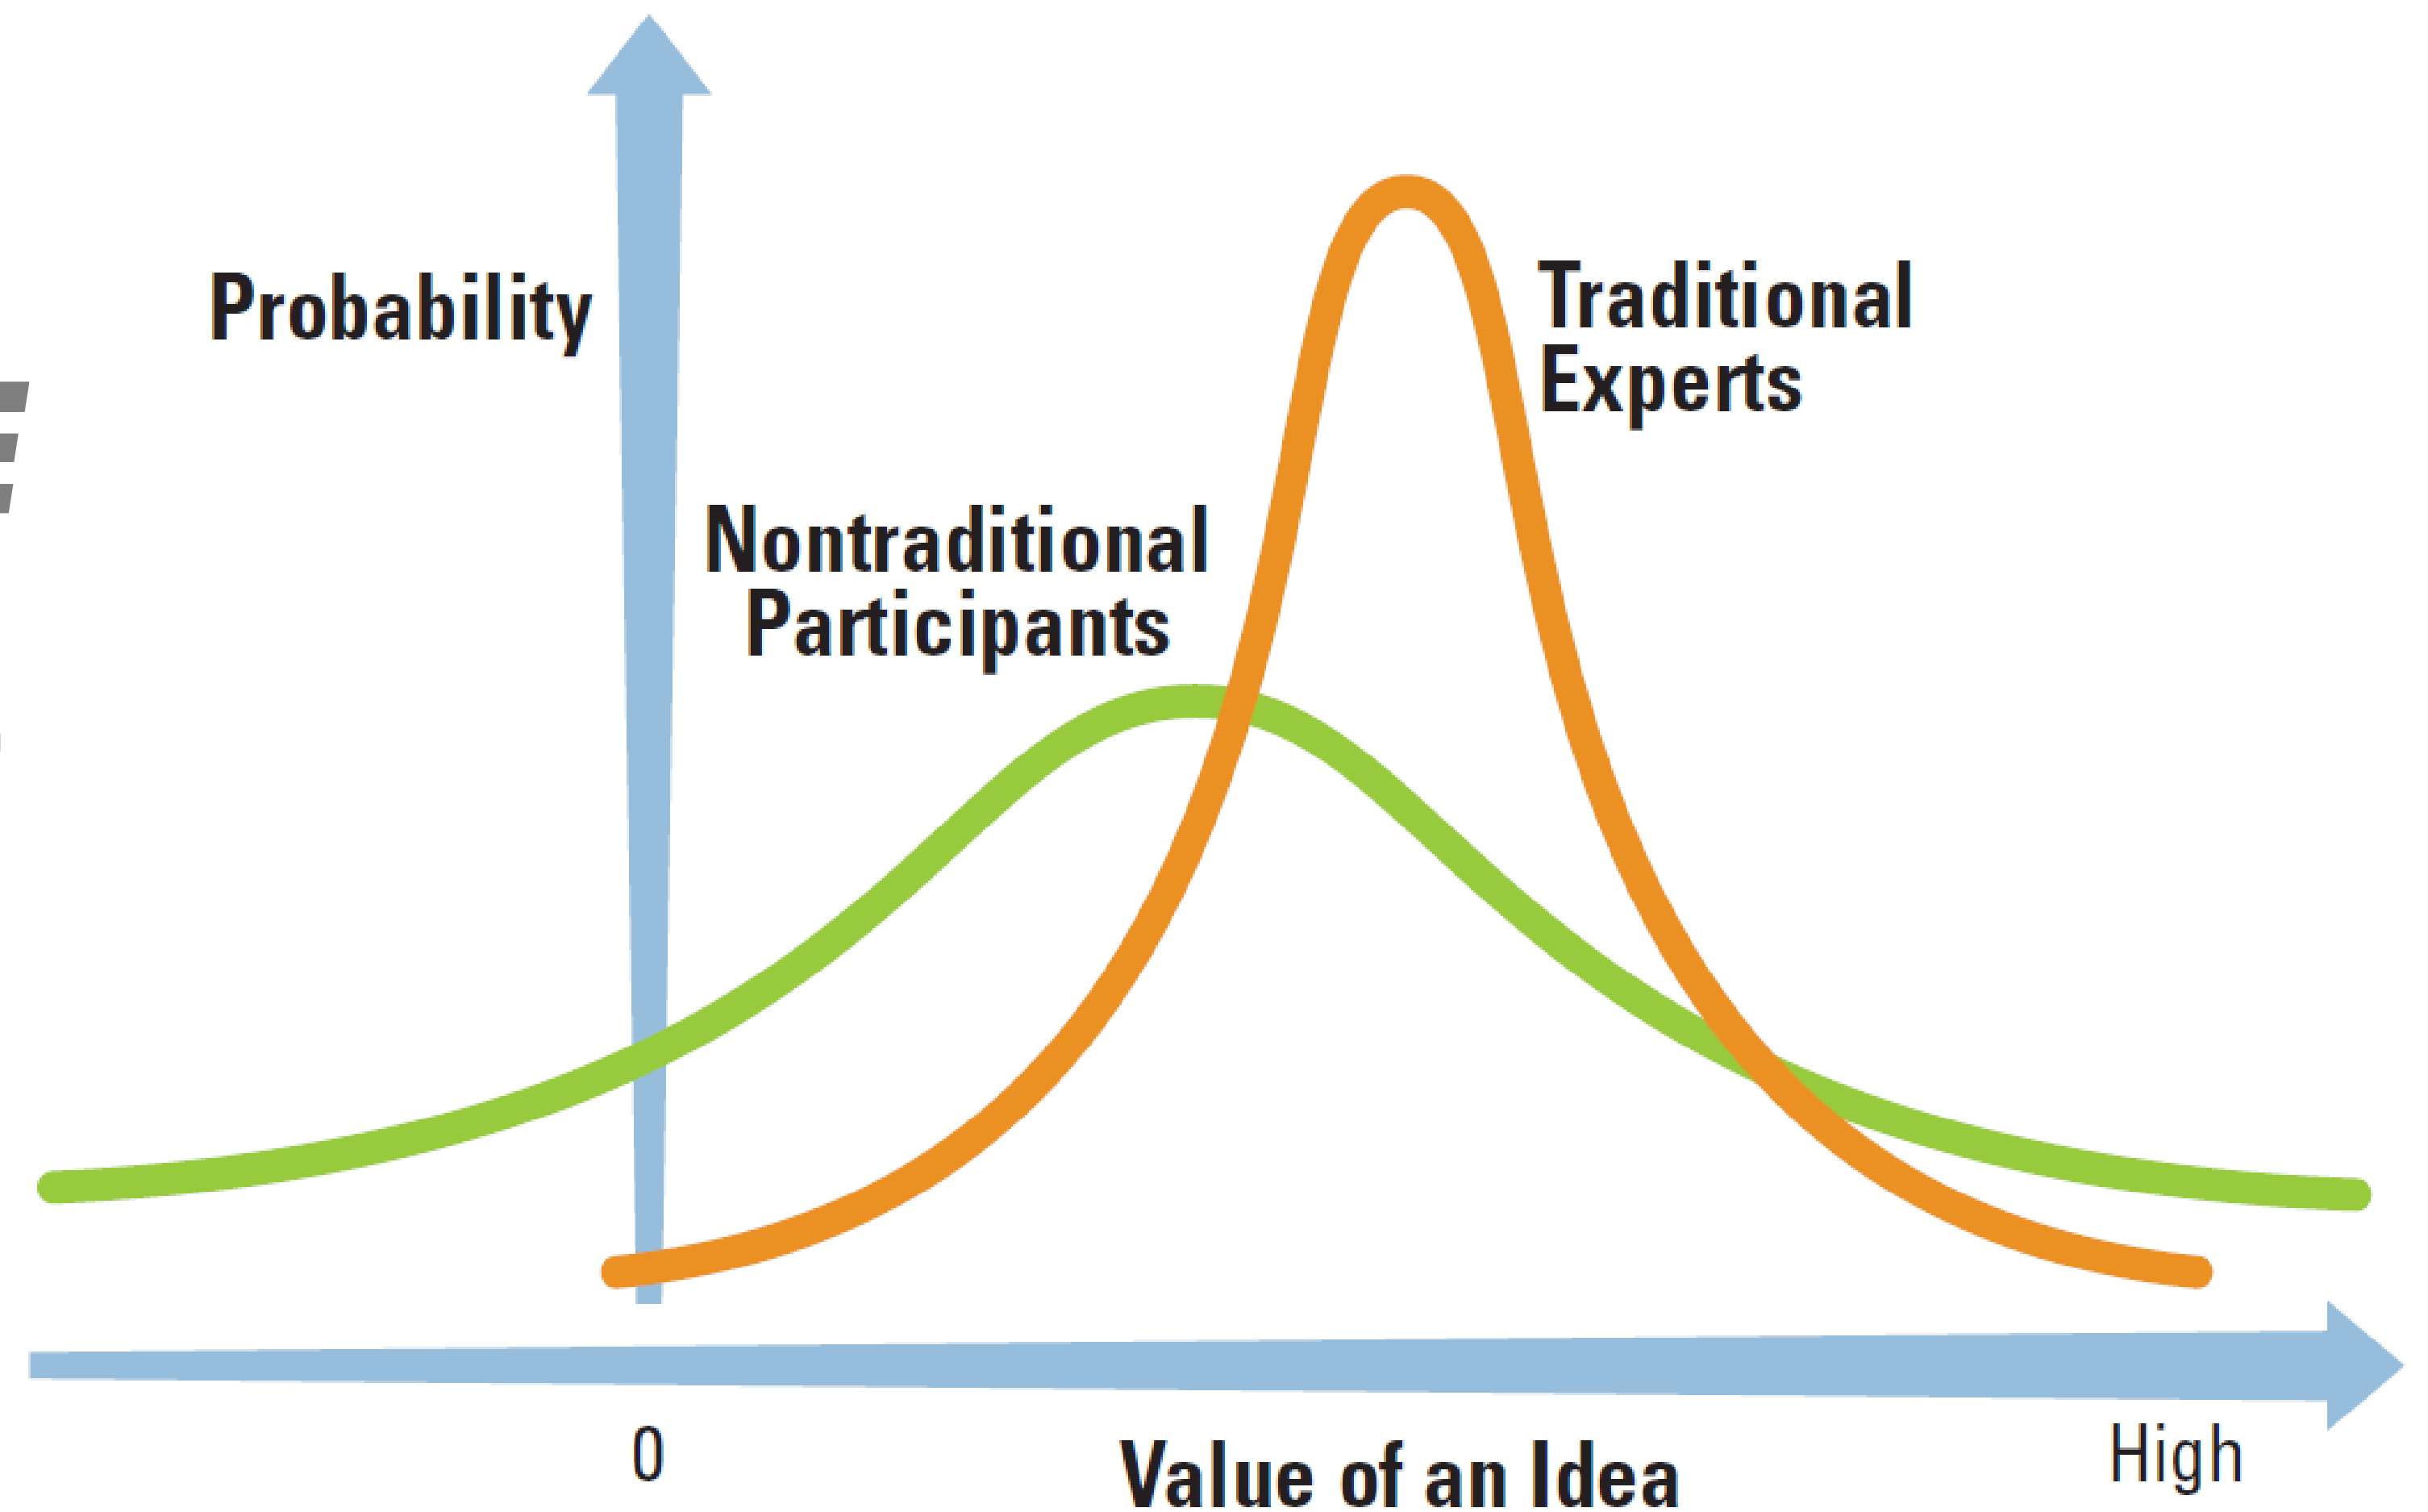 Probability
Traditional
Experts
Nontraditional
Participants
0
High
Value of an Idea